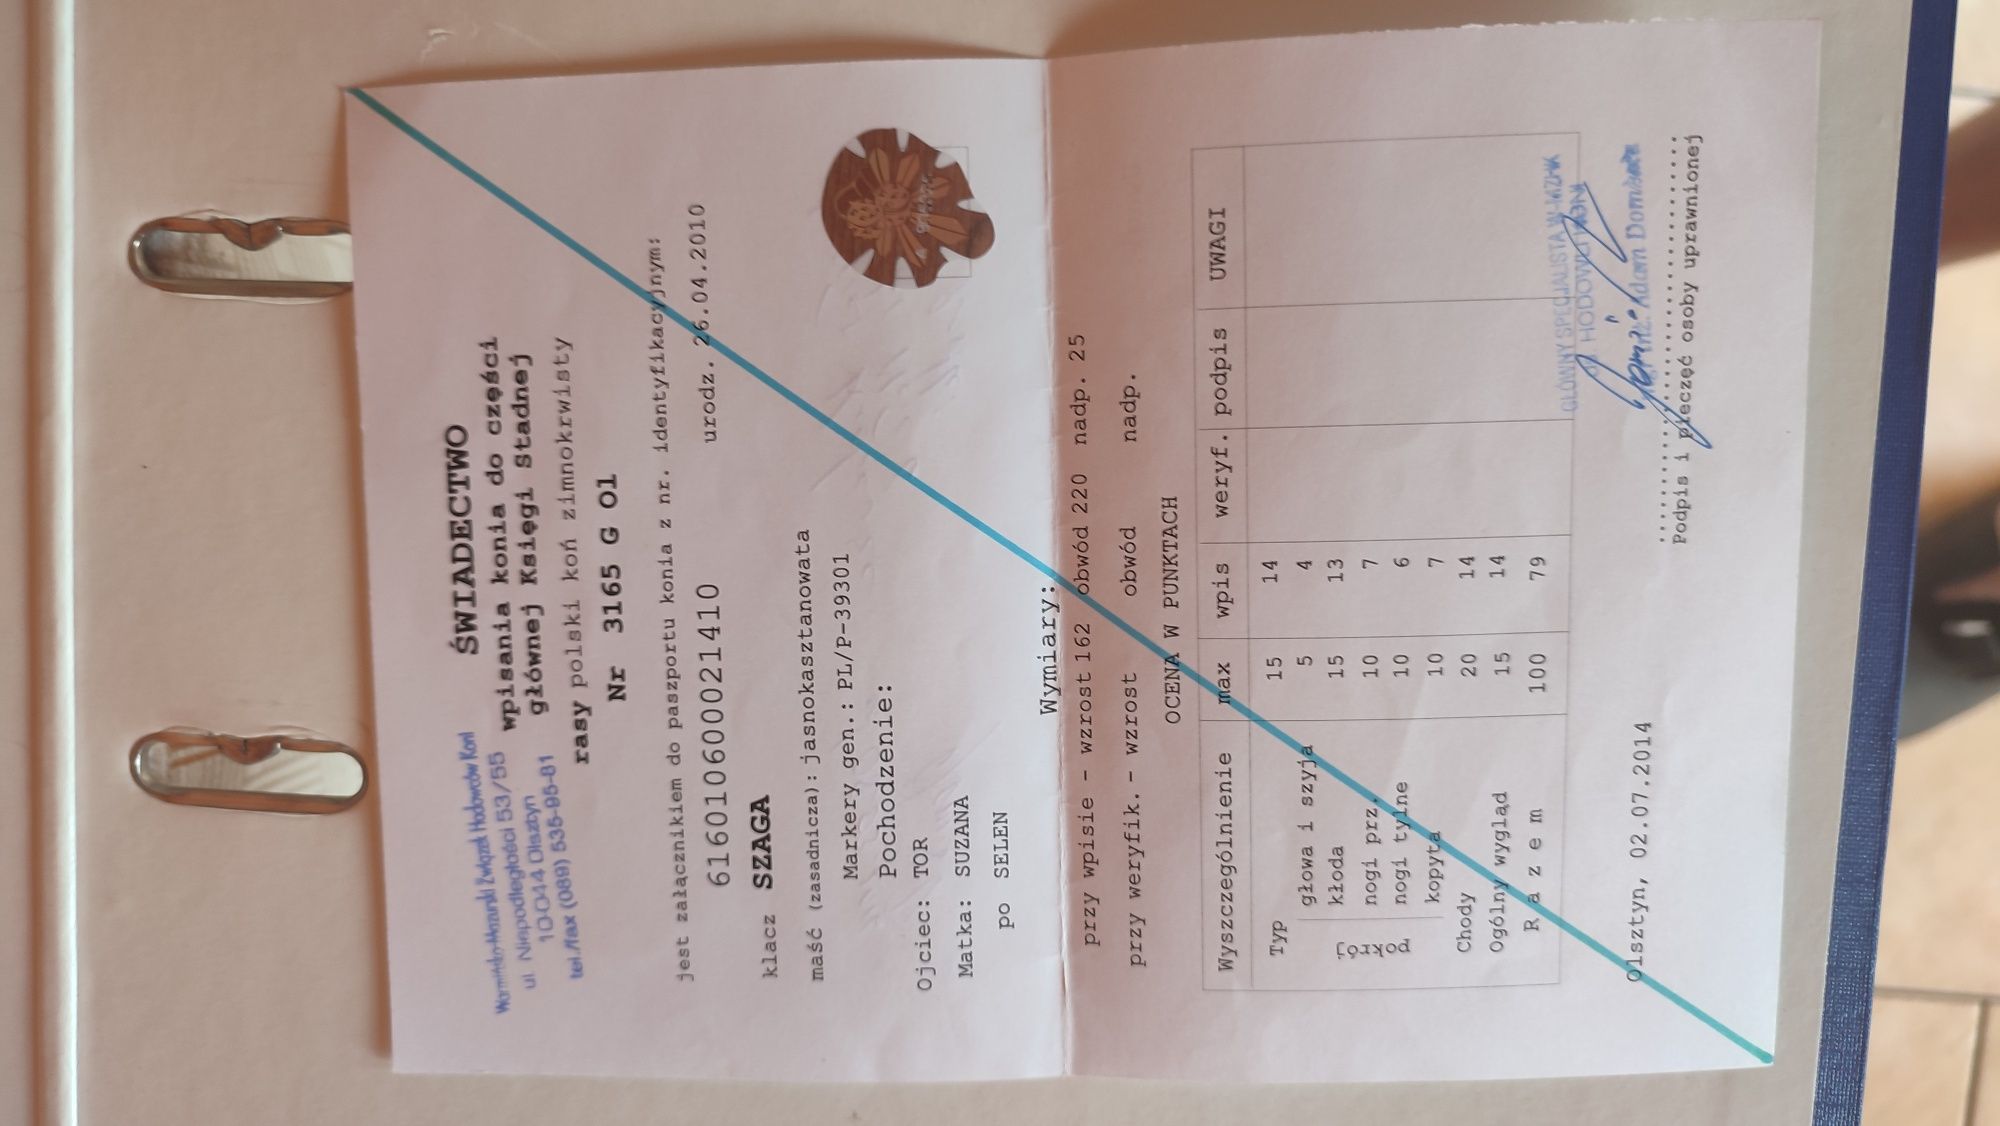 Warmińsko-Mazurski Związek Hodowców Koni
ul. Niepodległości 53/55
10-044 Olsztyn
tel./fax (089) 535-95-81
ŚWIADECTWO
wpisania konia do części
głównej Księgi Stadnej
rasy polski koń zimnokrwisty
Nr 3165 G Ol
jest załącznikiem do paszportu konia z nr. identyfikacyjnym:
616010600021410 urodz. 26.04.2010
klacz SZAGA
maść (zasadnicza): jasnokasztanowata
Markery gen.: PL/P-39301
Pochodzenie:
Ojciec: TOR
Matka: SUZANA
po SELEN
Wymiary:
przy wpisie - wzrost 162 obwód 220 nadp. 25
przy weryfik. - wzrost obwód nadp.
OCENA W PUNKTACH
Wyszczególnienie max wpis weryf. podpis UWAGI
Typ 15 14
Pokrój
głowa i szyja 5 4
kłoda 15 13
nogi prz. 10 7
nogi tylne 10 6
kopyta 10 7
Chody 20 14
Ogólny wygląd 15 14
R a z e m 100 79
GŁÓWNY SPECJALISTA W-MZHK
HODOWLI KONI
Adam Domżała
Olsztyn, 02.07.2014
Podpis i pieczęć osoby uprawnionej